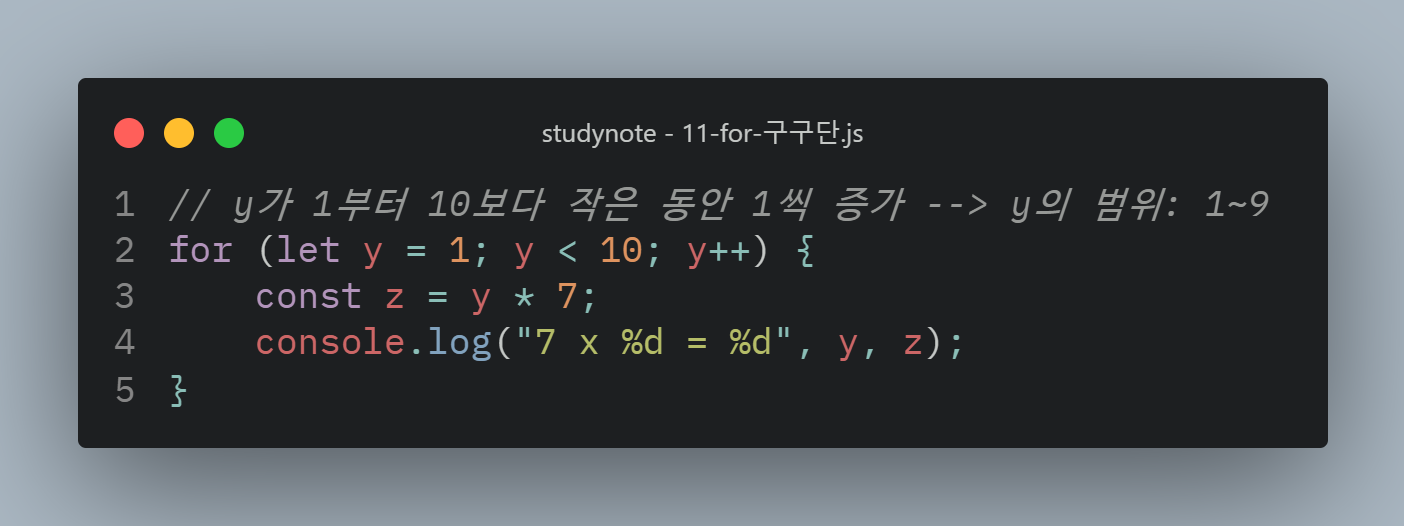 studynote - 11-for-구구단.js
1 // y가 1부터 10보다 작은 동안 1씩 증가 --> y의 범위: 1~9
2 for (let y = 1; y < 10; y++) {
3     const z = y * 7;
4     console.log("7 x %d = %d", y, z);
5 }